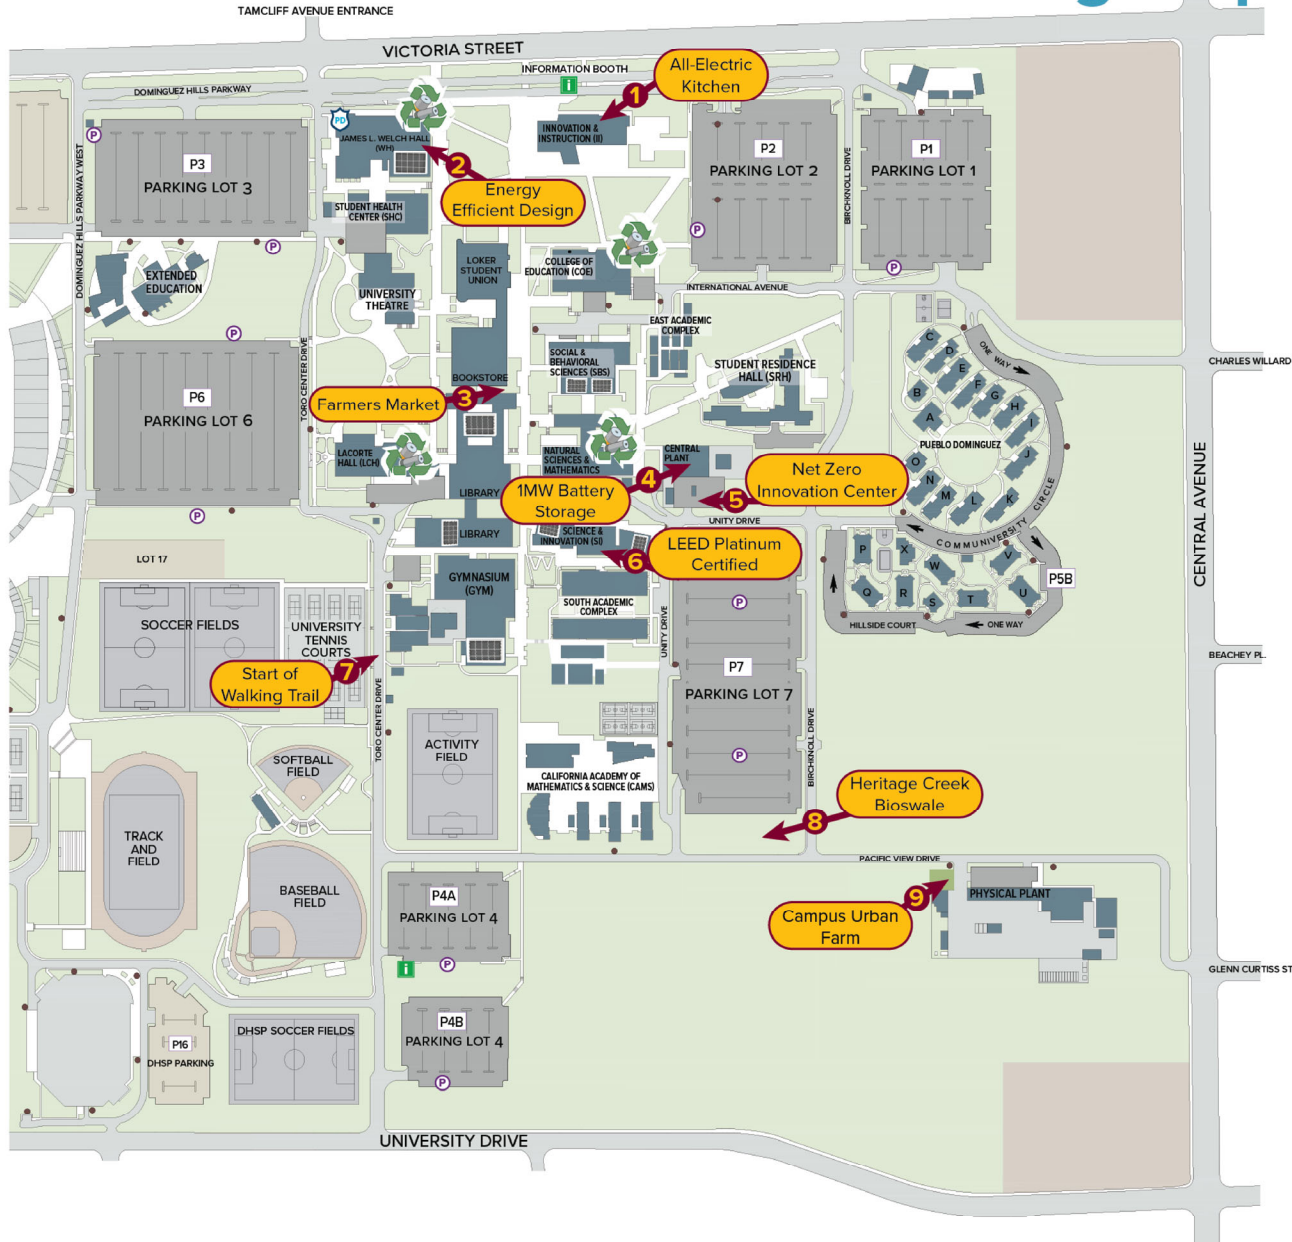 TAMCLIFF AVENUE ENTRANCE
VICTORIA STREET
INFORMATION BOOTH
i
All-Electric
Kitchen
1
DOMINGUEZ HILLS PARKWAY
PD
P
P3
PARKING LOT 3
JAMES L. WELCH HALL
(WH)
INNOVATION &
INSTRUCTION (II)
P2
PARKING LOT 2
P1
PARKING LOT 1
BIRCHKNOLL DRIVE
DOMINGUEZ HILLS PARKWAY WEST
2
Energy
Efficient Design
STUDENT HEALTH
CENTER (SHC)
P
P
P
EXTENDED
EDUCATION
LOKER
STUDENT
UNION
COLLEGE OF
EDUCATION (COE)
UNIVERSITY
THEATRE
INTERNATIONAL AVENUE
EAST ACADEMIC
COMPLEX
P
TORO CENTER DRIVE
P6
PARKING LOT 6
SOCIAL &
BEHAVIORAL
SCIENCES (SBS)
STUDENT RESIDENCE
HALL (SRH)
BOOKSTORE
Farmers Market
3
ONE WAY
C
D
E
F
G
H
B
A
I
PUEBLO DOMINGUEZ
J
O
N
M
L
K
CHARLES WILLARD
CENTRAL AVENUE
LACORTE
HALL (LCH)
NATURAL
SCIENCES &
MATHEMATICS
CENTRAL
PLANT
Net Zero
Innovation Center
5
4
1MW Battery
Storage
LIBRARY
P
UNITY DRIVE
COMMUNIVERSITY CIRCLE
LIBRARY
SCIENCE &
INNOVATION (SI)
6
LEED Platinum
Certified
LOT 17
P
X
W
V
Q
R
S
T
U
P5B
HILLSIDE COURT
ONE WAY
GYMNASIUM
(GYM)
SOUTH ACADEMIC
COMPLEX
P
SOCCER FIELDS
UNIVERSITY
TENNIS
COURTS
UNITY DRIVE
BEACHEY PL.
Start of
Walking Trail
7
P7
PARKING LOT 7
TORO CENTER DRIVE
BIRCHKNOLL DRIVE
ACTIVITY
FIELD
P
SOFTBALL
FIELD
CALIFORNIA ACADEMY OF
MATHEMATICS & SCIENCE (CAMS)
Heritage Creek
Bioswale
8
TRACK
AND
FIELD
PACIFIC VIEW DRIVE
BASEBALL
FIELD
P4A
PARKING LOT 4
PHYSICAL PLANT
9
Campus Urban
Farm
i
P
GLENN CURTISS ST
P4B
PARKING LOT 4
P
DHSP SOCCER FIELDS
P16
DHSP PARKING
UNIVERSITY DRIVE